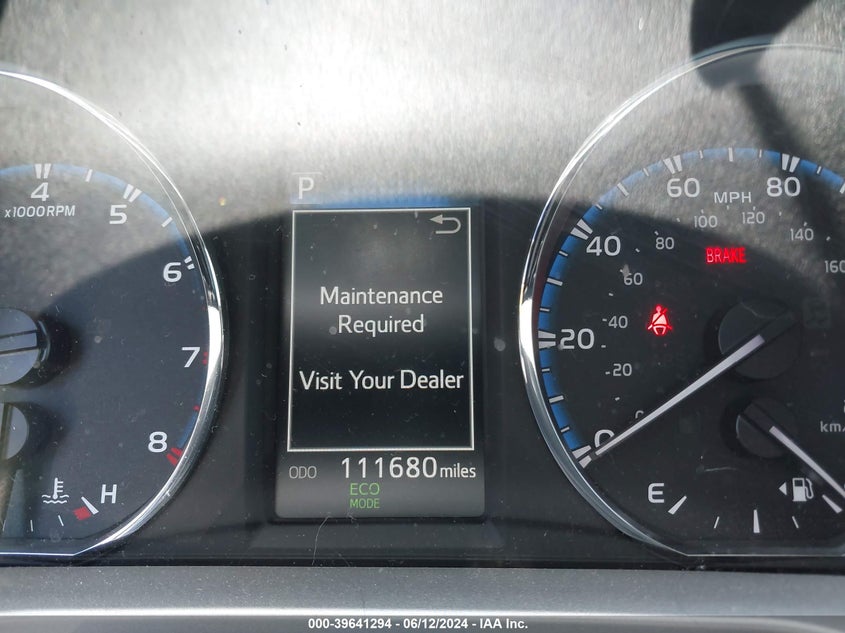 4
x1000RPM
5
6
7
8
H
P
Maintenance
Required
Visit Your Dealer
ODO 111680 miles
ECO
MODE
60 MPH 80
100 120
40 80 140
BRAKE
60 160
40
20
20
0
0
km/
E
000-39641294 - 06/12/2024 - IAA Inc.